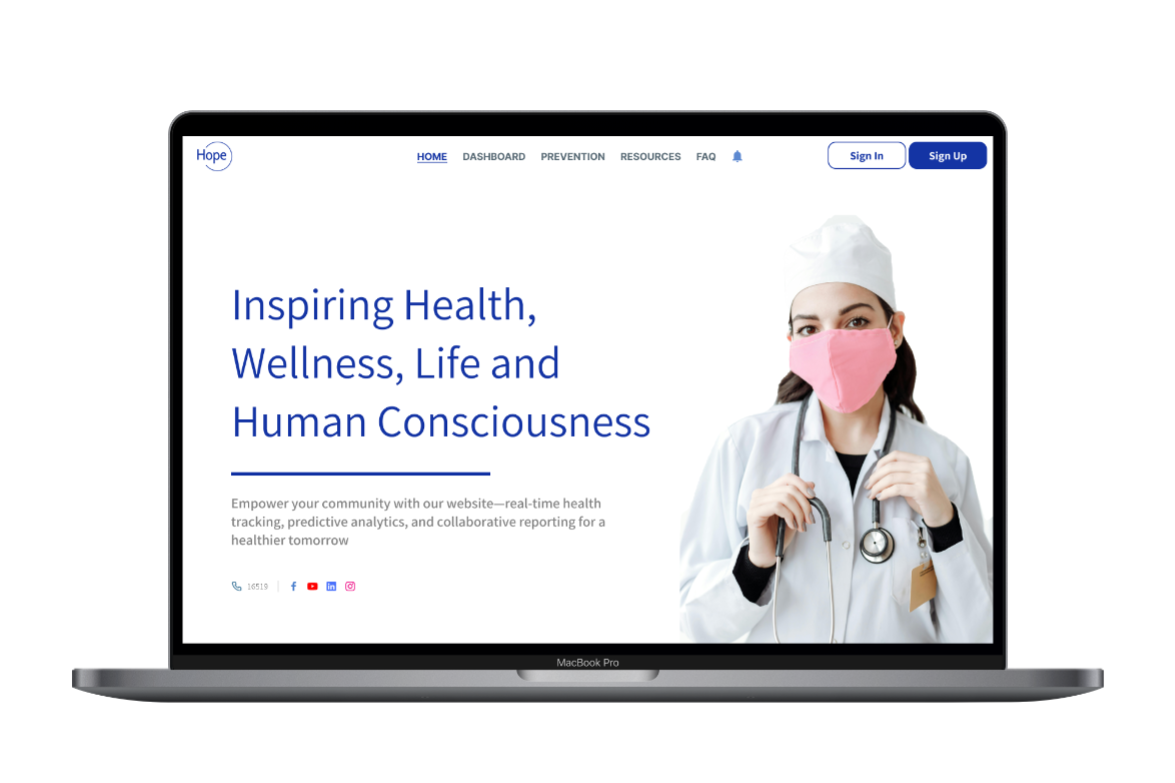 Hope
HOME DASHBOARD PREVENTION RESOURCES FAQ
Sign In
Sign Up
Inspiring Health,
Wellness, Life and
Human Consciousness
Empower your community with our website—real-time health
tracking, predictive analytics, and collaborative reporting for a
healthier tomorrow
16519
MacBook Pro